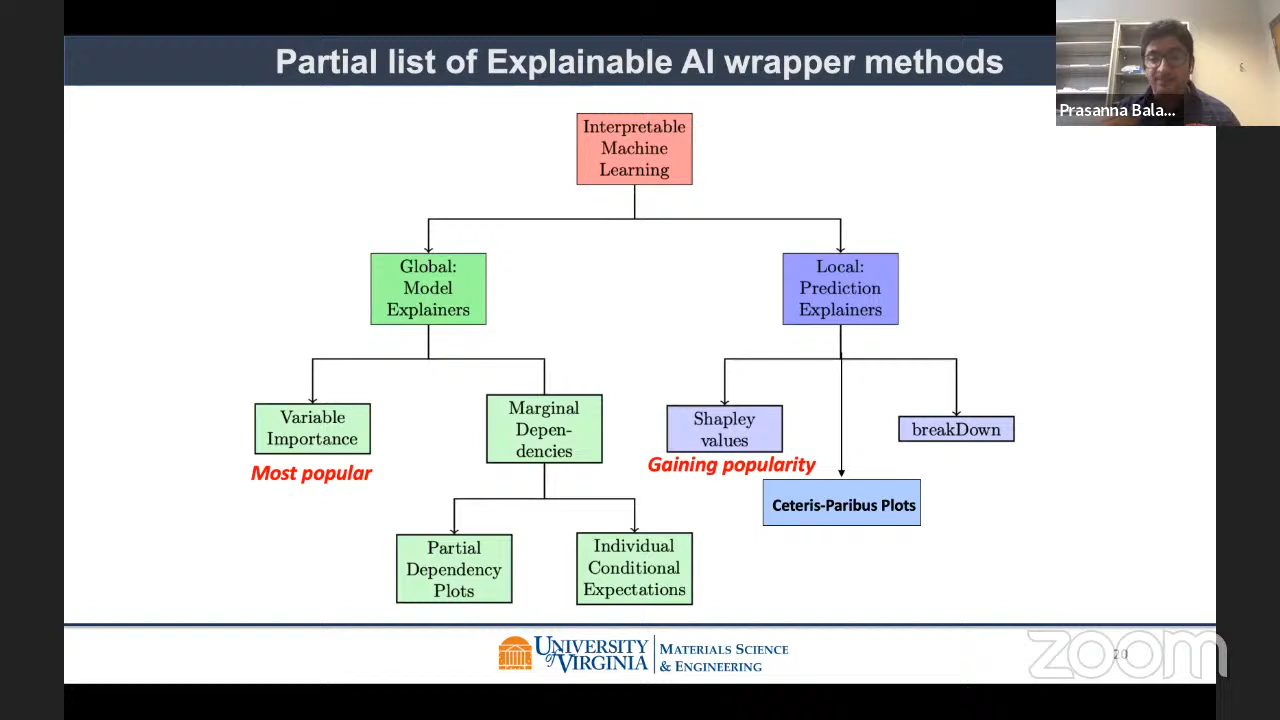 Partial list of Explainable AI wrapper methods
Prasanna Bala...
Interpretable
Machine
Learning
Global:
Model
Explainers
Local:
Prediction
Explainers
Variable
Importance
Most popular
Marginal
Depen-
dencies
Shapley
values
Gaining popularity
breakDown
Ceteris-Paribus Plots
Partial
Dependency
Plots
Individual
Conditional
Expectations
UNIVERSITY
of VIRGINIA
MATERIALS SCIENCE
& ENGINEERING
20
zoom